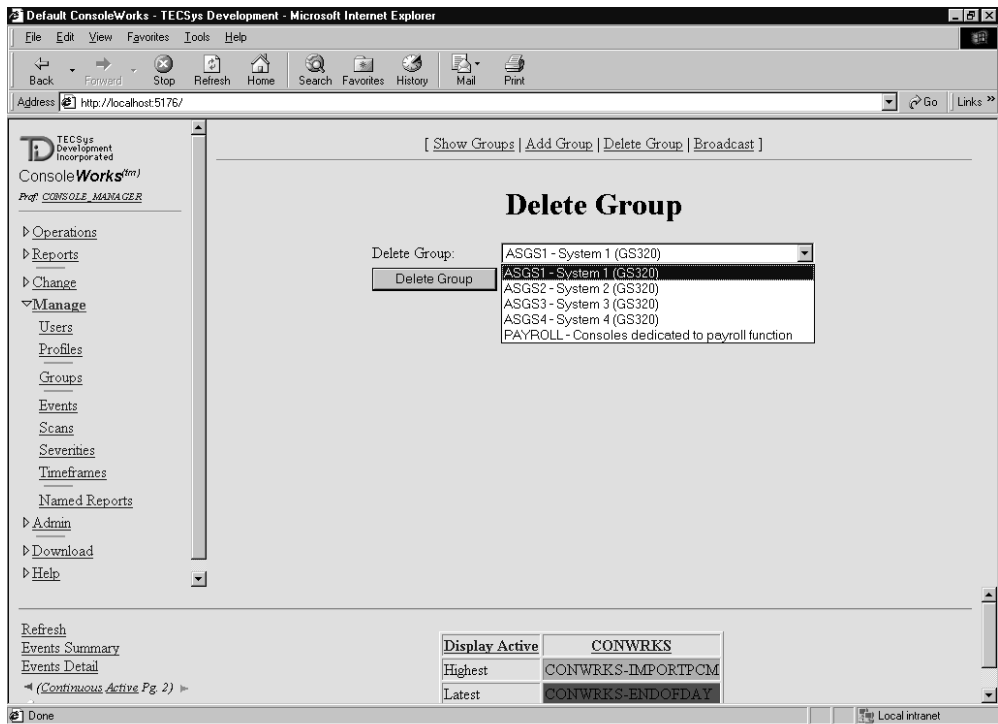 Default ConsoleWorks - TECSys Development - Microsoft Internet Explorer
File Edit View Favorites Tools Help
Back Forward Stop Refresh Home Search Favorites History Mail Print
Address http://localhost:5176/ Go Links »
TECSys
Development
Incorporated
ConsoleWorks(tm)
Prof: CONSOLE_MANAGER
Operations
Reports
Change
Manage
Users
Profiles
Groups
Events
Scans
Severities
Timeframes
Named Reports
Admin
Download
Help
[ Show Groups | Add Group | Delete Group | Broadcast ]
Delete Group
Delete Group: ASGS1 - System 1 (GS320)
Delete Group
ASGS1 - System 1 (GS320)
ASGS2 - System 2 (GS320)
ASGS3 - System 3 (GS320)
ASGS4 - System 4 (GS320)
PAYROLL - Consoles dedicated to payroll function
Refresh
Events Summary
Events Detail
(Continuous Active Pg. 2)
Display Active CONWRKS
Highest CONWRKS-IMPORTPCM
Latest CONWRKS-ENDOFDAY
Done Local intranet